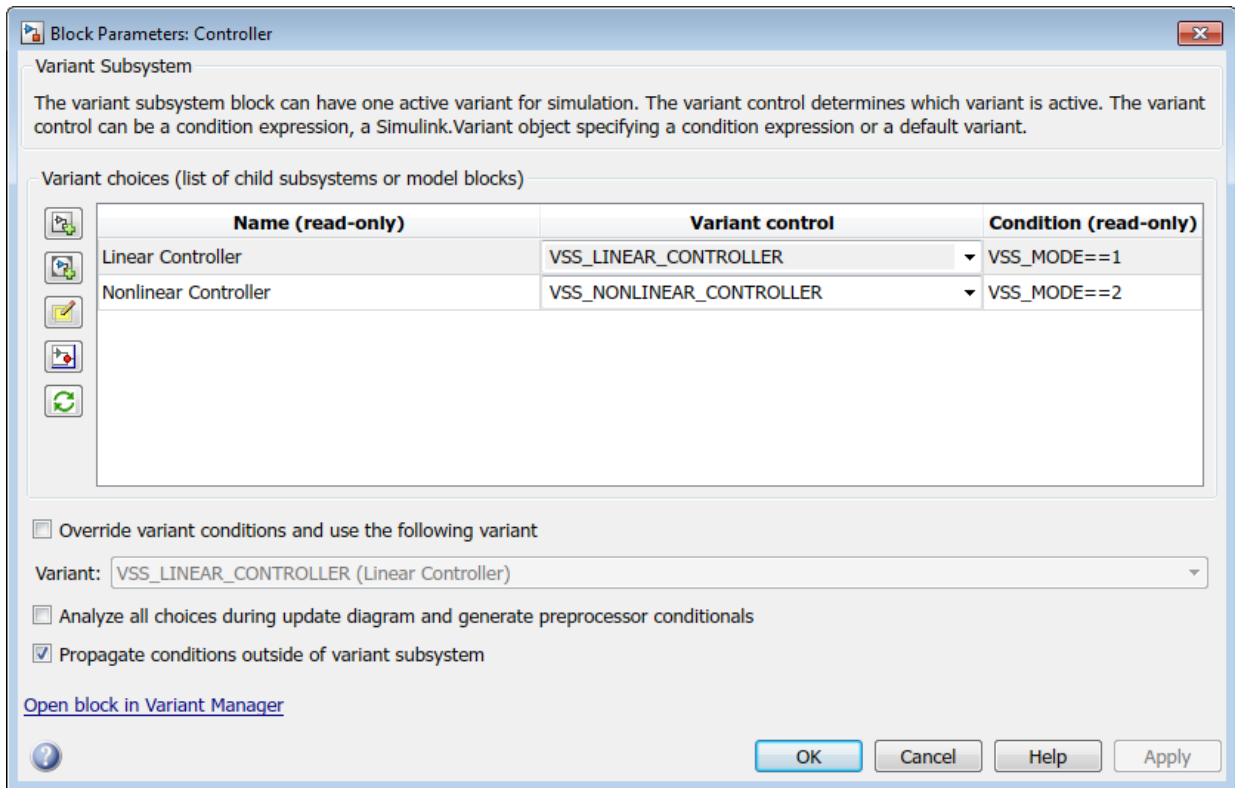 Block Parameters: Controller
Variant Subsystem
The variant subsystem block can have one active variant for simulation. The variant control determines which variant is active. The variant
control can be a condition expression, a Simulink.Variant object specifying a condition expression or a default variant.
Variant choices (list of child subsystems or model blocks)
Name (read-only) Variant control Condition (read-only)
Linear Controller VSS_LINEAR_CONTROLLER VSS_MODE==1
Nonlinear Controller VSS_NONLINEAR_CONTROLLER VSS_MODE==2
Override variant conditions and use the following variant
Variant: VSS_LINEAR_CONTROLLER (Linear Controller)
Analyze all choices during update diagram and generate preprocessor conditionals
Propagate conditions outside of variant subsystem
Open block in Variant Manager
? OK Cancel Help Apply